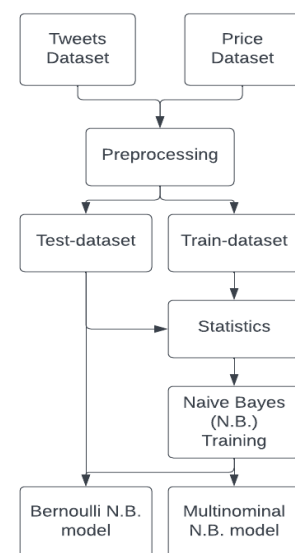 Tweets
Dataset
Price
Dataset
Preprocessing
Test-dataset
Train-dataset
Statistics
Naive Bayes
(N.B.)
Training
Bernoulli N.B.
model
Multinominal
N.B. model